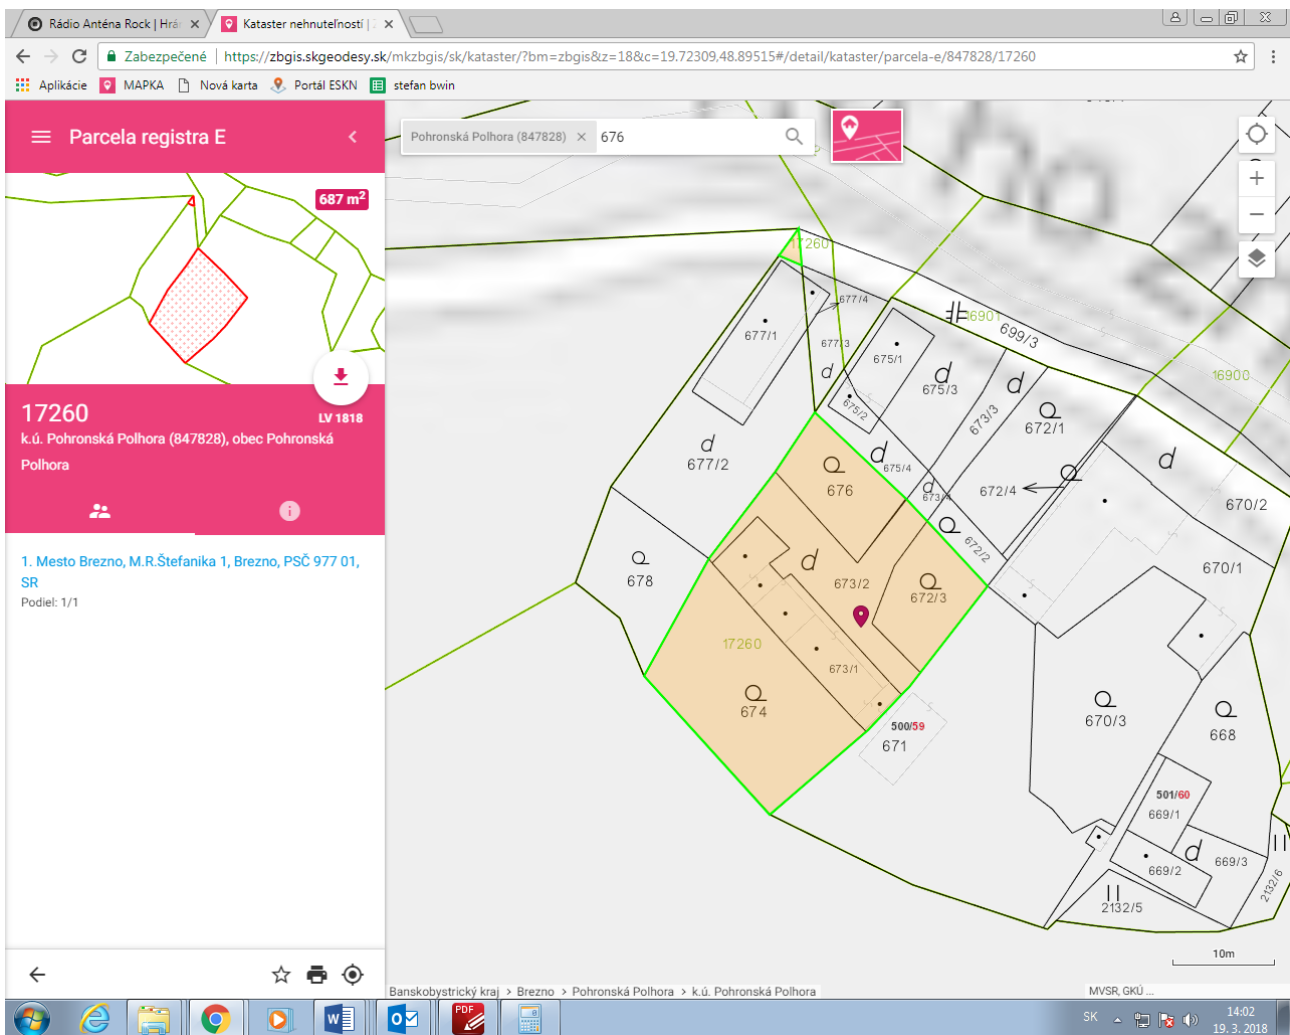 Rádio Anténa Rock | Hrá
Kataster nehnuteľností |
Zabezpečené
https://zbgis.skgeodesy.sk/mkzbgis/sk/kataster/?bm=zbgis&z=18&c=19.72309,48.89515#/detail/kataster/parcela-e/847828/17260
Aplikácie
MAPKA
Nová karta
Portál ESKN
stefan bwin
Parcela registra E
687 m²
17260
LV 1818
k.ú. Pohronská Polhora (847828), obec Pohronská
Polhora
1. Mesto Brezno, M.R.Štefanika 1, Brezno, PSČ 977 01,
SR
Podiel: 1/1
Pohronská Polhora (847828)
676
17260
677/4
16901
699/3
677/1
677/3
675/1
675/3
16900
d
d
d
675/2
673/3
672/1
d
677/2
d
675/4
d
673/4
672/4
d
670/2
676
672/2
670/1
678
d
673/2
672/3
17260
673/1
674
500/59
671
670/3
668
501/60
669/1
d
669/3
669/2
2132/5
2132/6
10m
Banskobystrický kraj > Brezno > Pohronská Polhora > k.ú. Pohronská Polhora
MVSR, GKÚ ...
PDF
SK
14:02
19. 3. 2018